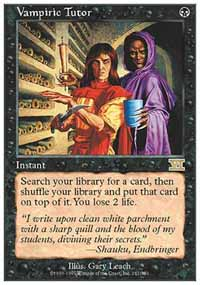 Vampiric Tutor
Instant
Search your library for a card, then
shuffle your library and put that card
on top of it. You lose 2 life.
"I write upon clean white parchment
with a sharp quill and the blood of
my students, divining their secrets."
—Shauku, Endbringer
Illus. Gary Leach